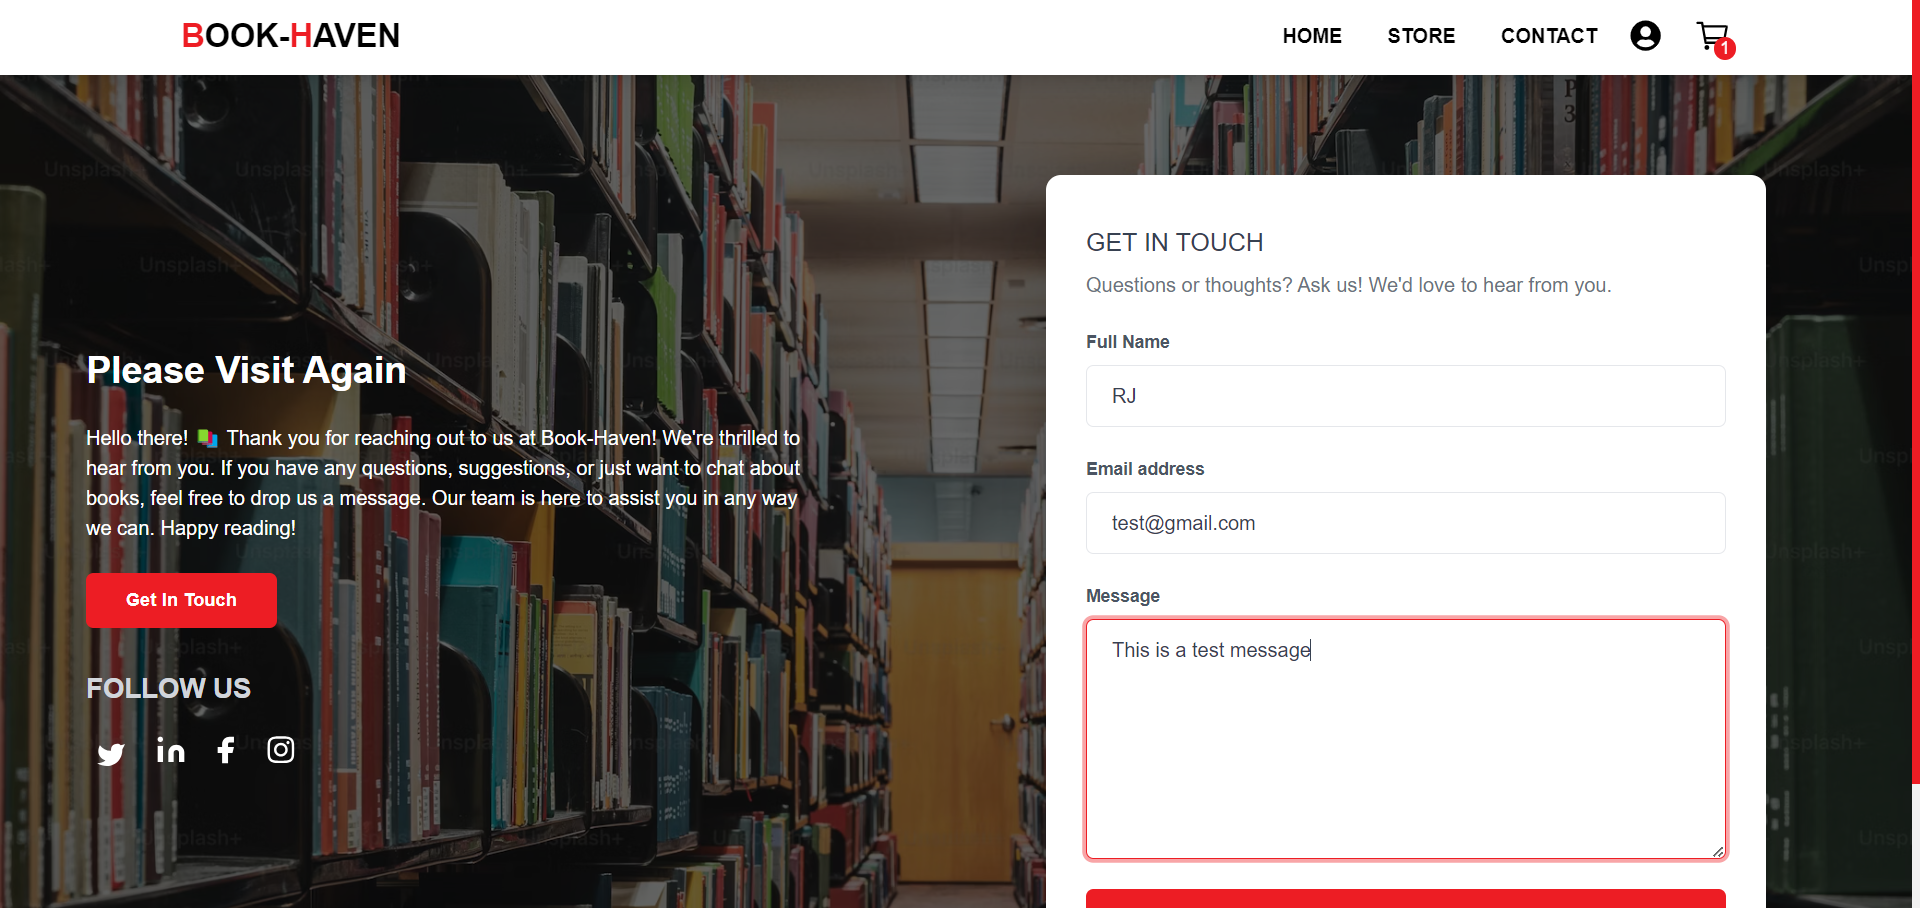 BOOK-HAVEN
HOME STORE CONTACT
1
P
3
Unsplash+
GET IN TOUCH
Questions or thoughts? Ask us! We'd love to hear from you.
Full Name
RJ
Email address
test@gmail.com
Message
This is a test message
Please Visit Again
Hello there! 📚 Thank you for reaching out to us at Book-Haven! We're thrilled to
hear from you. If you have any questions, suggestions, or just want to chat about
books, feel free to drop us a message. Our team is here to assist you in any way
we can. Happy reading!
Get In Touch
FOLLOW US